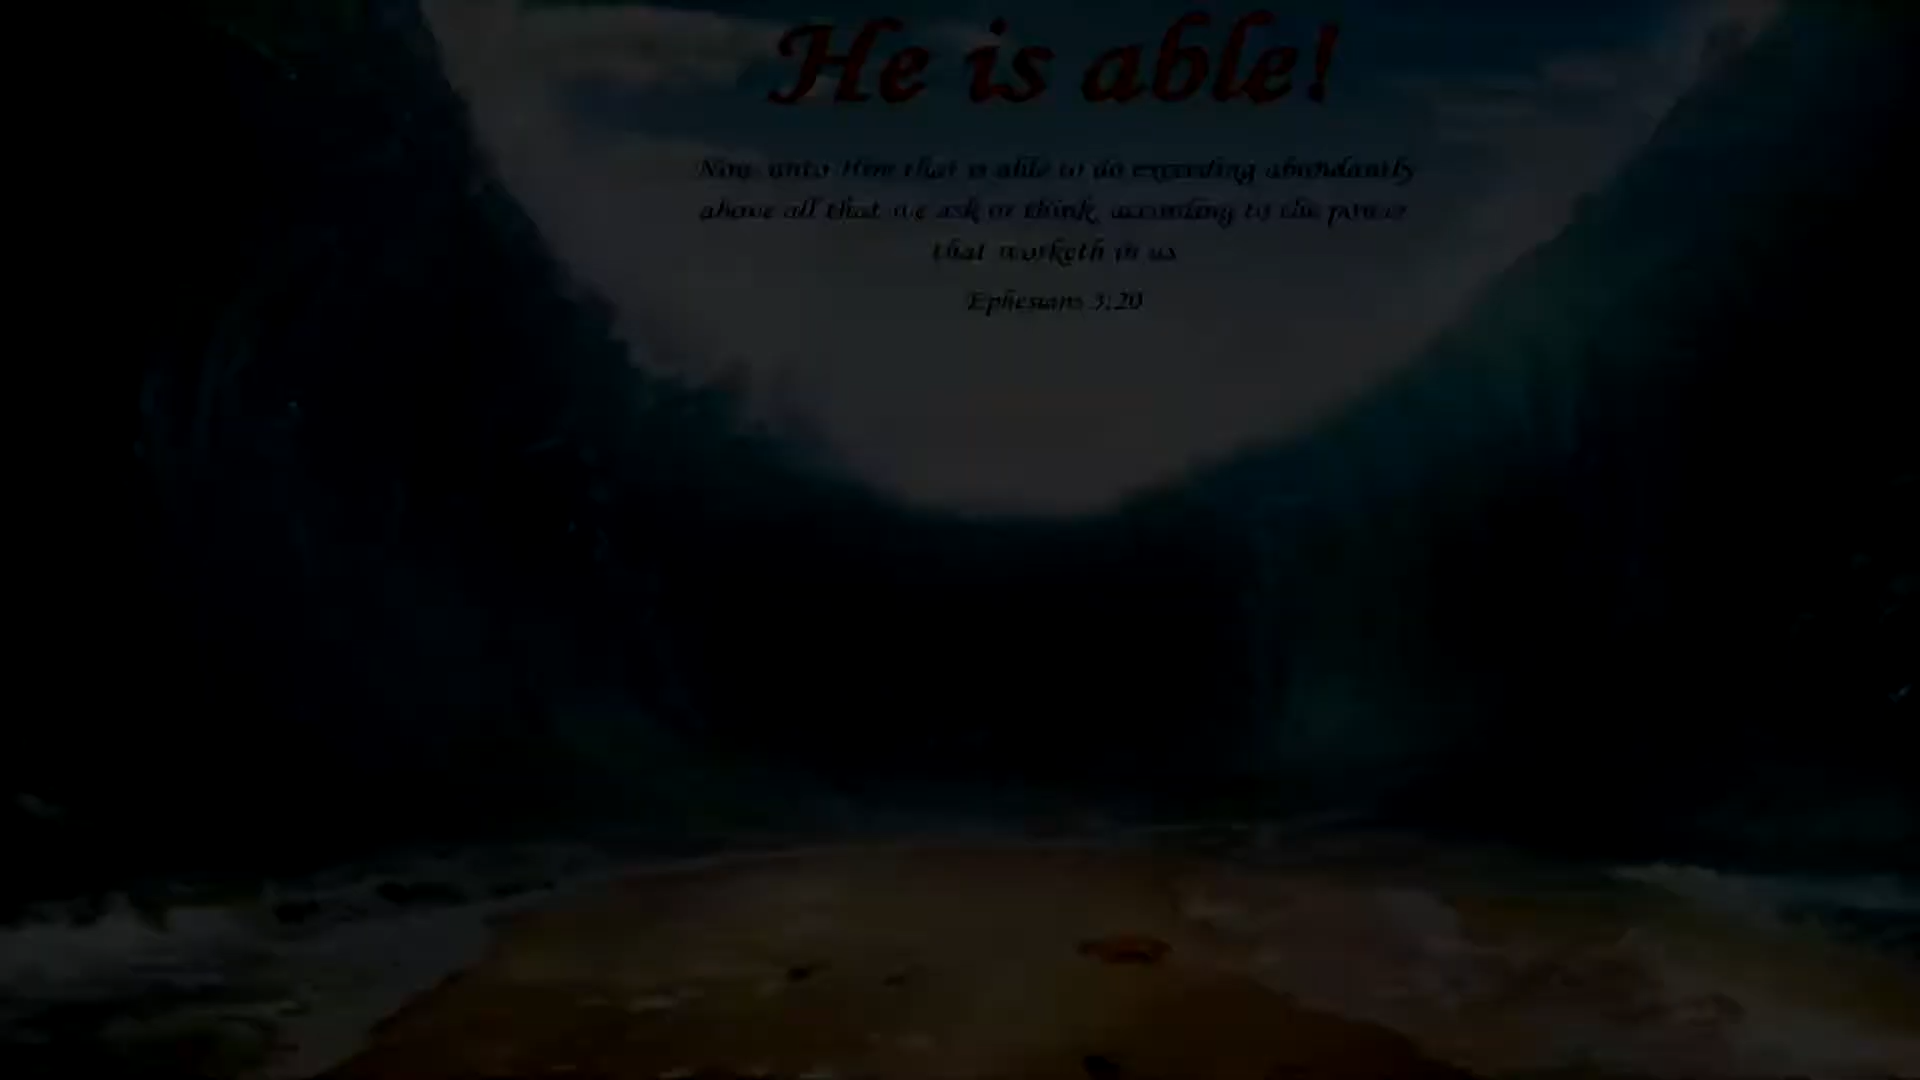 He is able!
Now unto Him that is able to do exceeding abundantly
above all that we ask or think, according to the power
that worketh in us
Ephesians 3:20